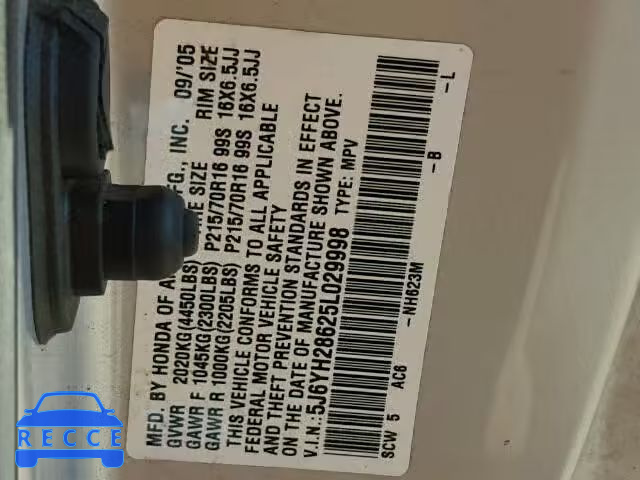 MFD. BY HONDA OF MFG., INC. 09/'05
GVWR 2020KG(4450LBS) SIZE RIM SIZE
GAWR F 1045KG(2300LBS) P215/70R16 99S 16X6.5JJ
GAWR R 1000KG(2205LBS) P215/70R16 99S 16X6.5JJ
THIS VEHICLE CONFORMS TO ALL APPLICABLE
FEDERAL MOTOR VEHICLE SAFETY
AND THEFT PREVENTION STANDARDS IN EFFECT
ON THE DATE OF MANUFACTURE SHOWN ABOVE.
V.I.N.:5J6YH28625L029998 TYPE: MPV
SCW 5 AC6 -NH623M -B -L
RECCE